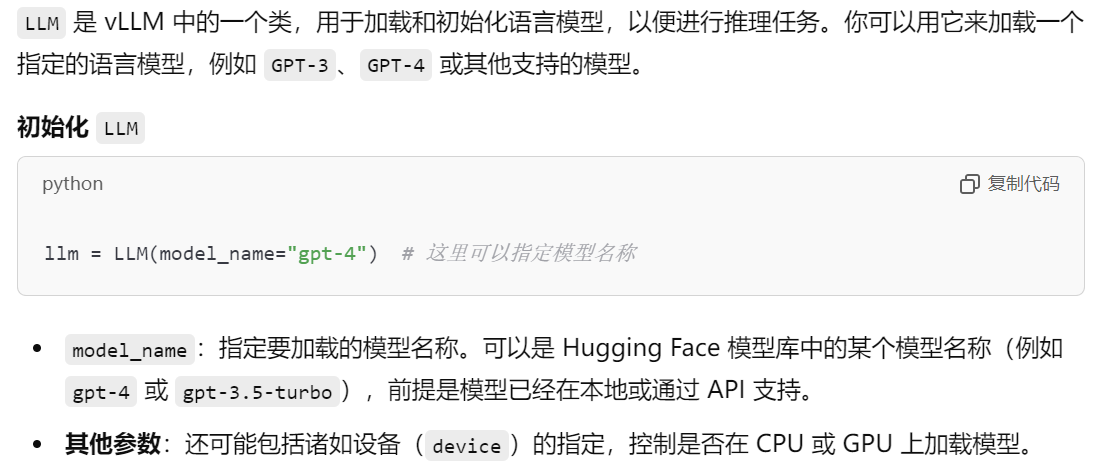 LLM 是 vLLM 中的一个类，用于加载和初始化语言模型，以便进行推理任务。你可以用它来加载一个
指定的语言模型，例如 GPT-3、GPT-4 或其他支持的模型。
初始化 LLM
python 复制代码
llm = LLM(model_name="gpt-4")  # 这里可以指定模型名称
• model_name：指定要加载的模型名称。可以是 Hugging Face 模型库中的某个模型名称（例如
gpt-4 或 gpt-3.5-turbo），前提是模型已经在本地或通过 API 支持。
• 其他参数：还可能包括诸如设备（device）的指定，控制是否在 CPU 或 GPU 上加载模型。